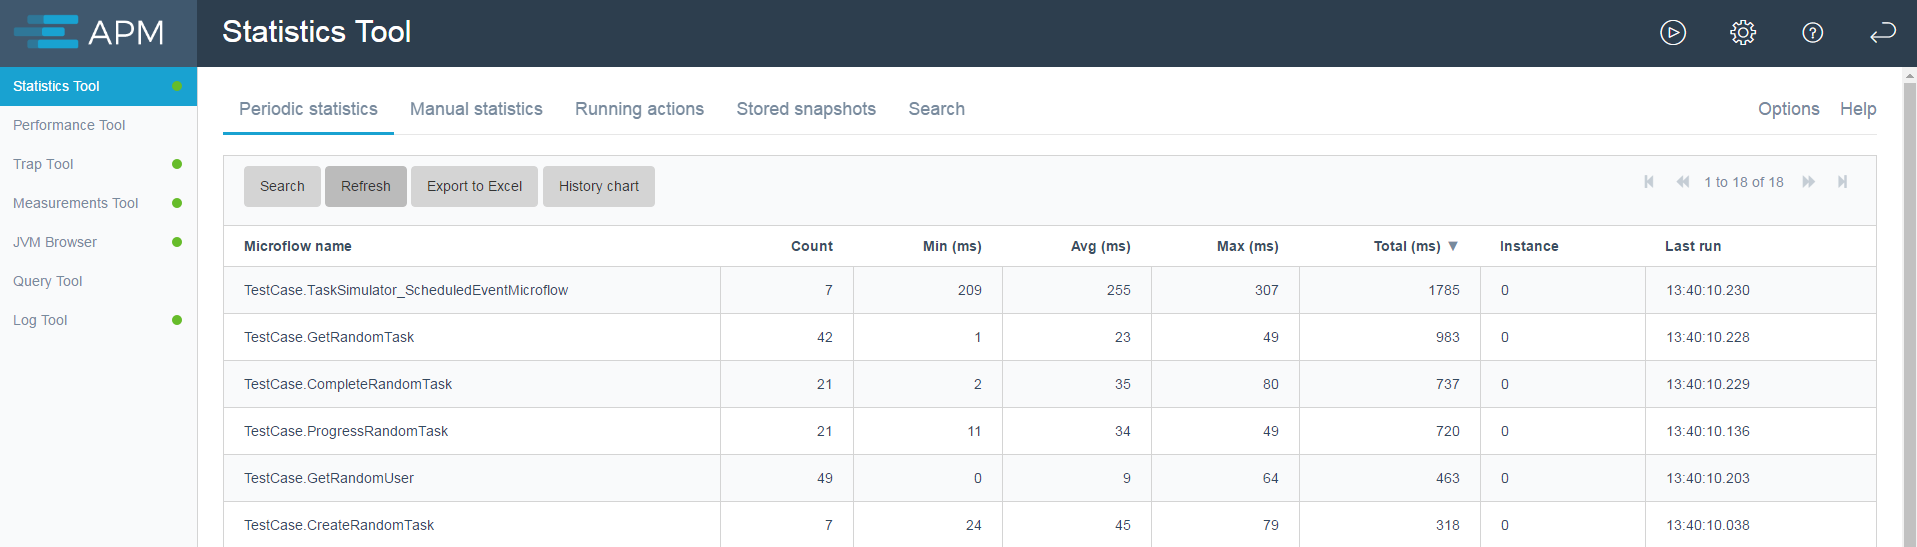 APM
Statistics Tool
Statistics Tool
Performance Tool
Trap Tool
Measurements Tool
JVM Browser
Query Tool
Log Tool
Periodic statistics Manual statistics Running actions Stored snapshots Search Options Help
Search Refresh Export to Excel History chart 1 to 18 of 18
Microflow name Count Min (ms) Avg (ms) Max (ms) Total (ms) ▼ Instance Last run
TestCase.TaskSimulator_ScheduledEventMicroflow 7 209 255 307 1785 0 13:40:10.230
TestCase.GetRandomTask 42 1 23 49 983 0 13:40:10.228
TestCase.CompleteRandomTask 21 2 35 80 737 0 13:40:10.229
TestCase.ProgressRandomTask 21 11 34 49 720 0 13:40:10.136
TestCase.GetRandomUser 49 0 9 64 463 0 13:40:10.203
TestCase.CreateRandomTask 7 24 45 79 318 0 13:40:10.038